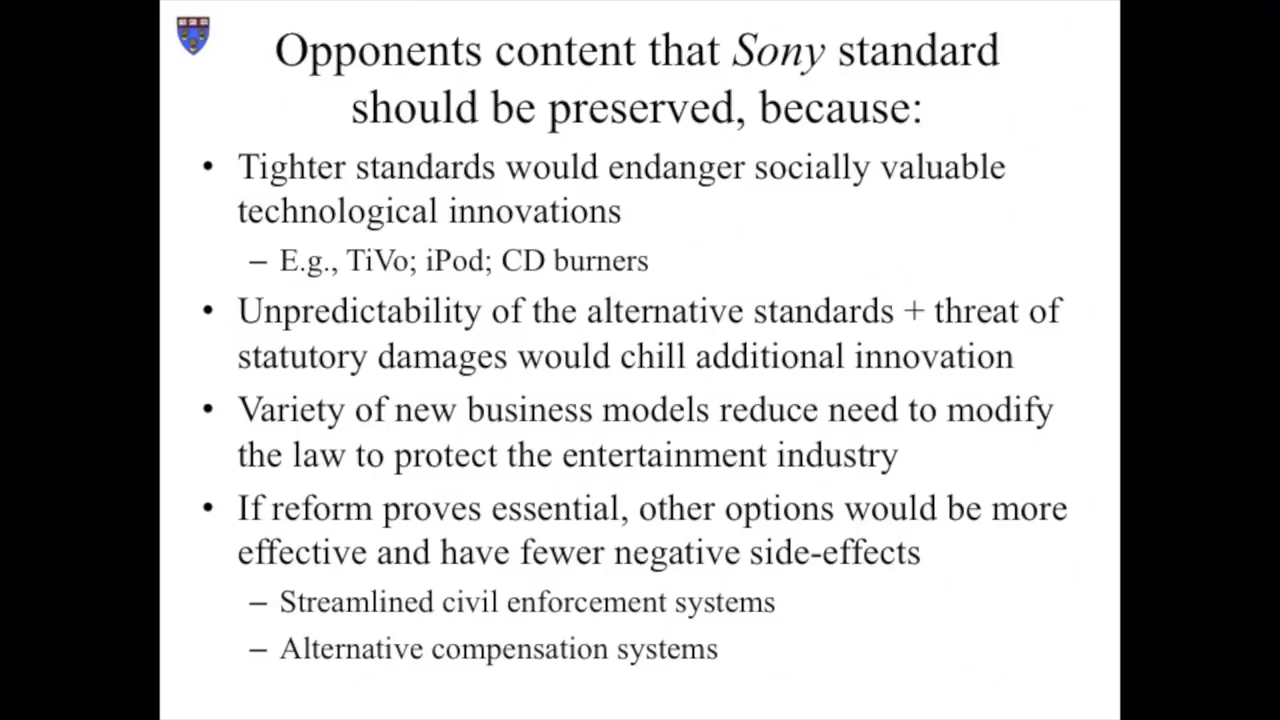 Opponents content that Sony standard
should be preserved, because:
• Tighter standards would endanger socially valuable
technological innovations
– E.g., TiVo; iPod; CD burners
• Unpredictability of the alternative standards + threat of
statutory damages would chill additional innovation
• Variety of new business models reduce need to modify
the law to protect the entertainment industry
• If reform proves essential, other options would be more
effective and have fewer negative side-effects
– Streamlined civil enforcement systems
– Alternative compensation systems